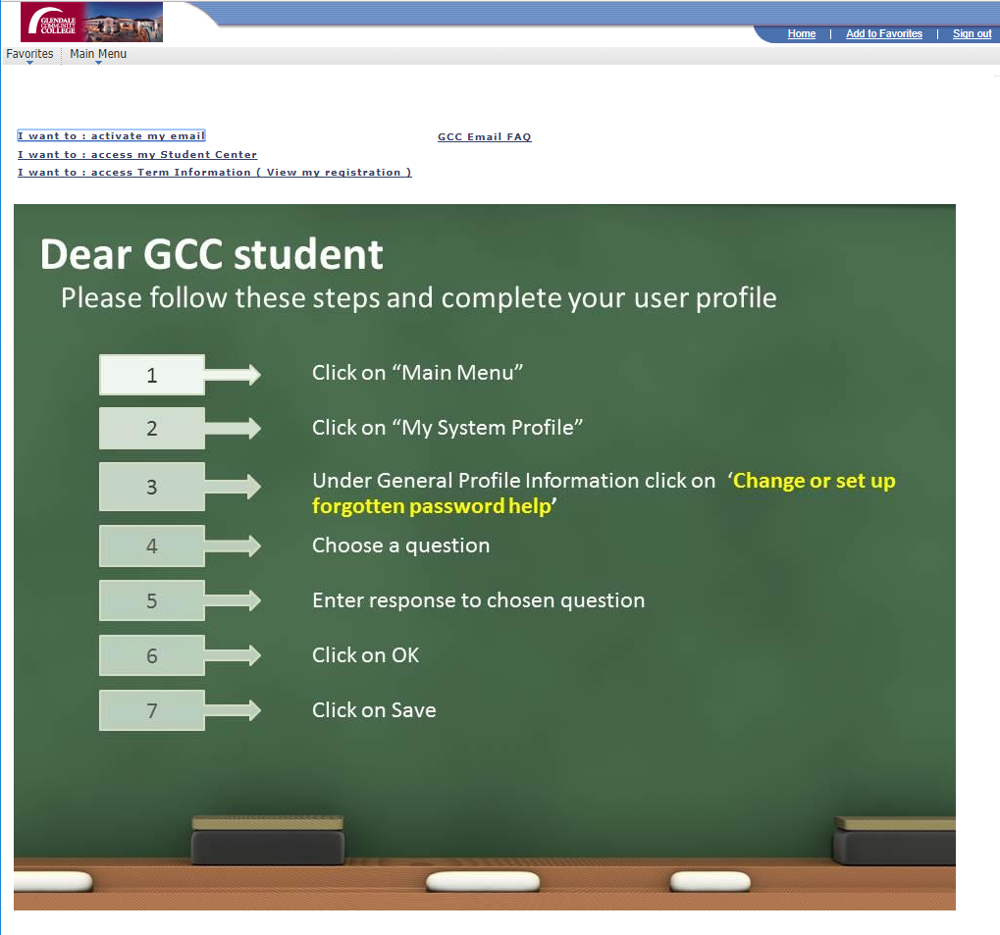 GLENDALE
COMMUNITY
COLLEGE
Home | Add to Favorites | Sign out
Favorites Main Menu
I want to : activate my email GCC Email FAQ
I want to : access my Student Center
I want to : access Term Information ( View my registration )
Dear GCC student
Please follow these steps and complete your user profile
1 Click on “Main Menu”
2 Click on “My System Profile”
3 Under General Profile Information click on ‘Change or set up
forgotten password help’
4 Choose a question
5 Enter response to chosen question
6 Click on OK
7 Click on Save